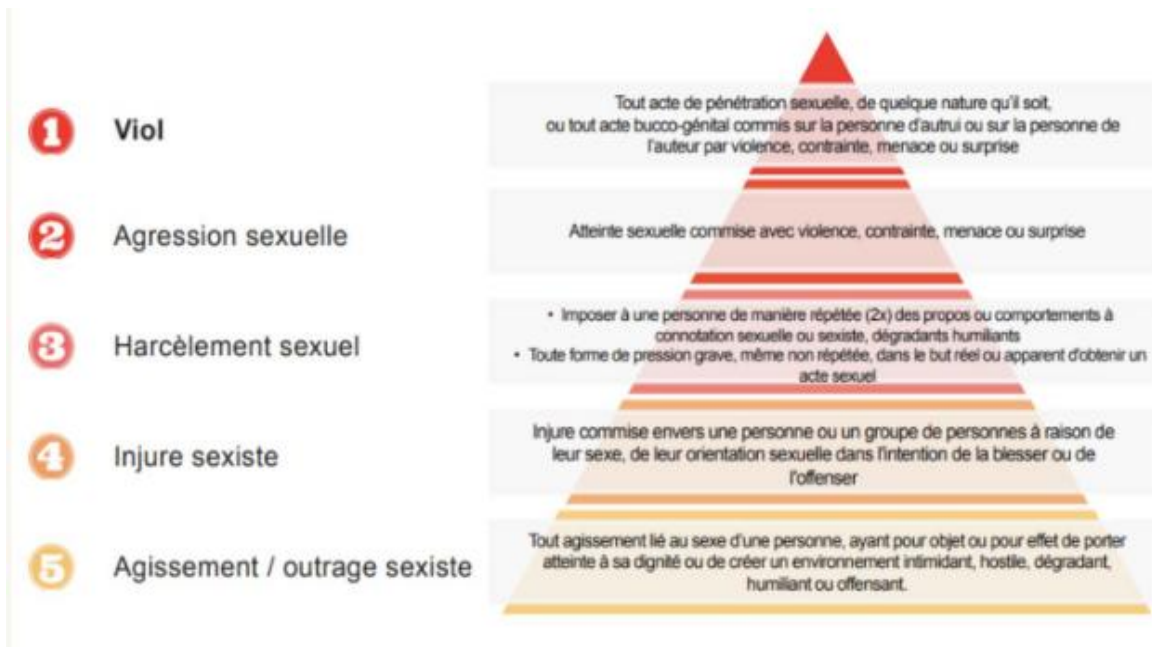 1 Viol
Tout acte de pénétration sexuelle, de quelque nature qu'il soit,
ou tout acte bucco-génital commis sur la personne d'autrui ou sur la personne de
l'auteur par violence, contrainte, menace ou surprise
2 Agression sexuelle
Atteinte sexuelle commise avec violence, contrainte, menace ou surprise
3 Harcèlement sexuel
• Imposer à une personne de manière répétée (2x) des propos ou comportements à
connotation sexuelle ou sexiste, dégradants humiliants
• Toute forme de pression grave, même non répétée, dans le but réel ou apparent d'obtenir un
acte sexuel
4 Injure sexiste
Injure commise envers une personne ou un groupe de personnes à raison de
leur sexe, de leur orientation sexuelle dans l'intention de la blesser ou de
l'offenser
5 Agissement / outrage sexiste
Tout agissement lié au sexe d'une personne, ayant pour objet ou pour effet de porter
atteinte à sa dignité ou de créer un environnement intimidant, hostile, dégradant,
humiliant ou offensant.